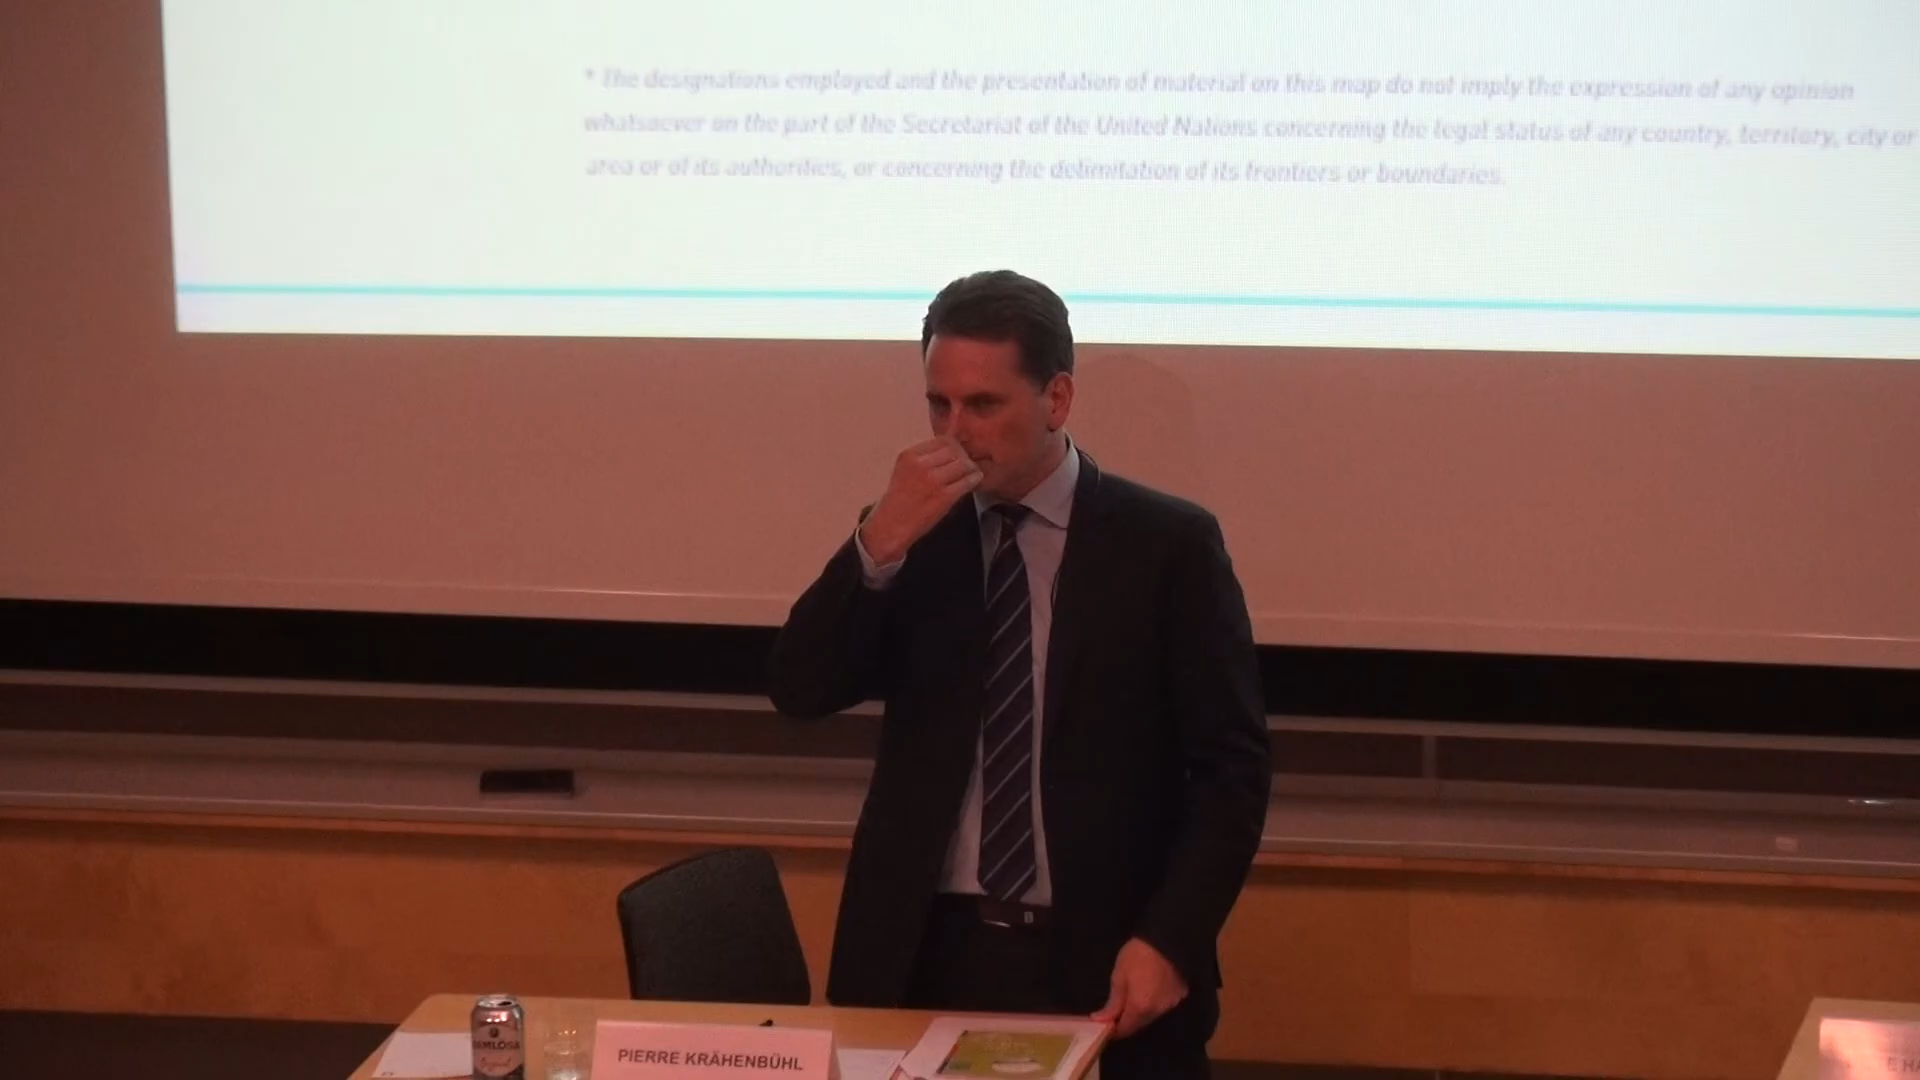 * The designations employed and the presentation of material on this map do not imply the expression of any opinion
whatsoever on the part of the Secretariat of the United Nations concerning the legal status of any country, territory, city or
area or of its authorities, or concerning the delimitation of its frontiers or boundaries.
RAMLÖSA
Original
PIERRE KRÄHENBÜHL